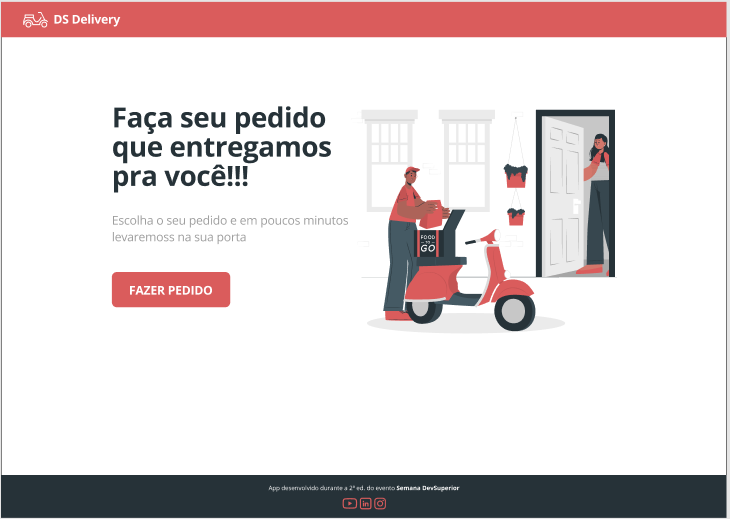 DS Delivery
Faça seu pedido
que entregamos
pra você!!!
Escolha o seu pedido e em poucos minutos
levaremoss na sua porta
FOOD
TO
GO
FAZER PEDIDO
App desenvolvido durante a 2ª ed. do evento Semana DevSuperior
in